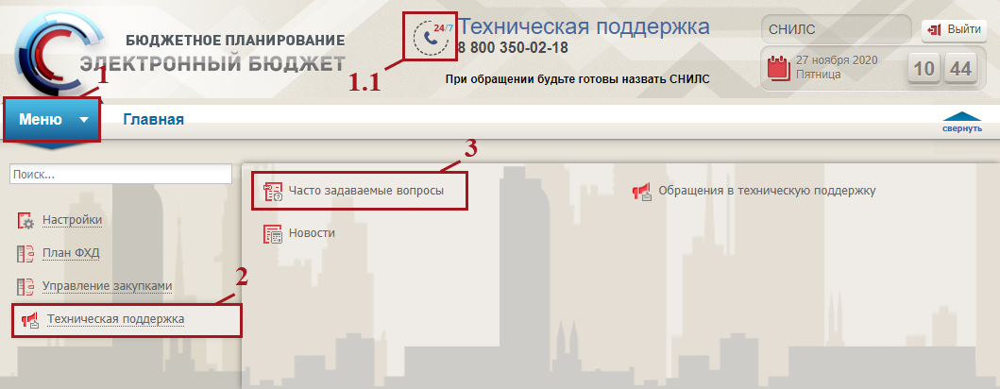 24/7
Техническая поддержка
СНИЛС
Выйти
БЮДЖЕТНОЕ ПЛАНИРОВАНИЕ
8 800 350-02-18
27 ноября 2020
Пятница
10 44
ЭЛЕКТРОННЫЙ БЮДЖЕТ
При обращении будьте готовы назвать СНИЛС
1
1.1
Меню
Главная
свернуть
3
Поиск...
Часто задаваемые вопросы
Обращения в техническую поддержку
Настройки
Новости
План ФХД
Управление закупками
2
Техническая поддержка